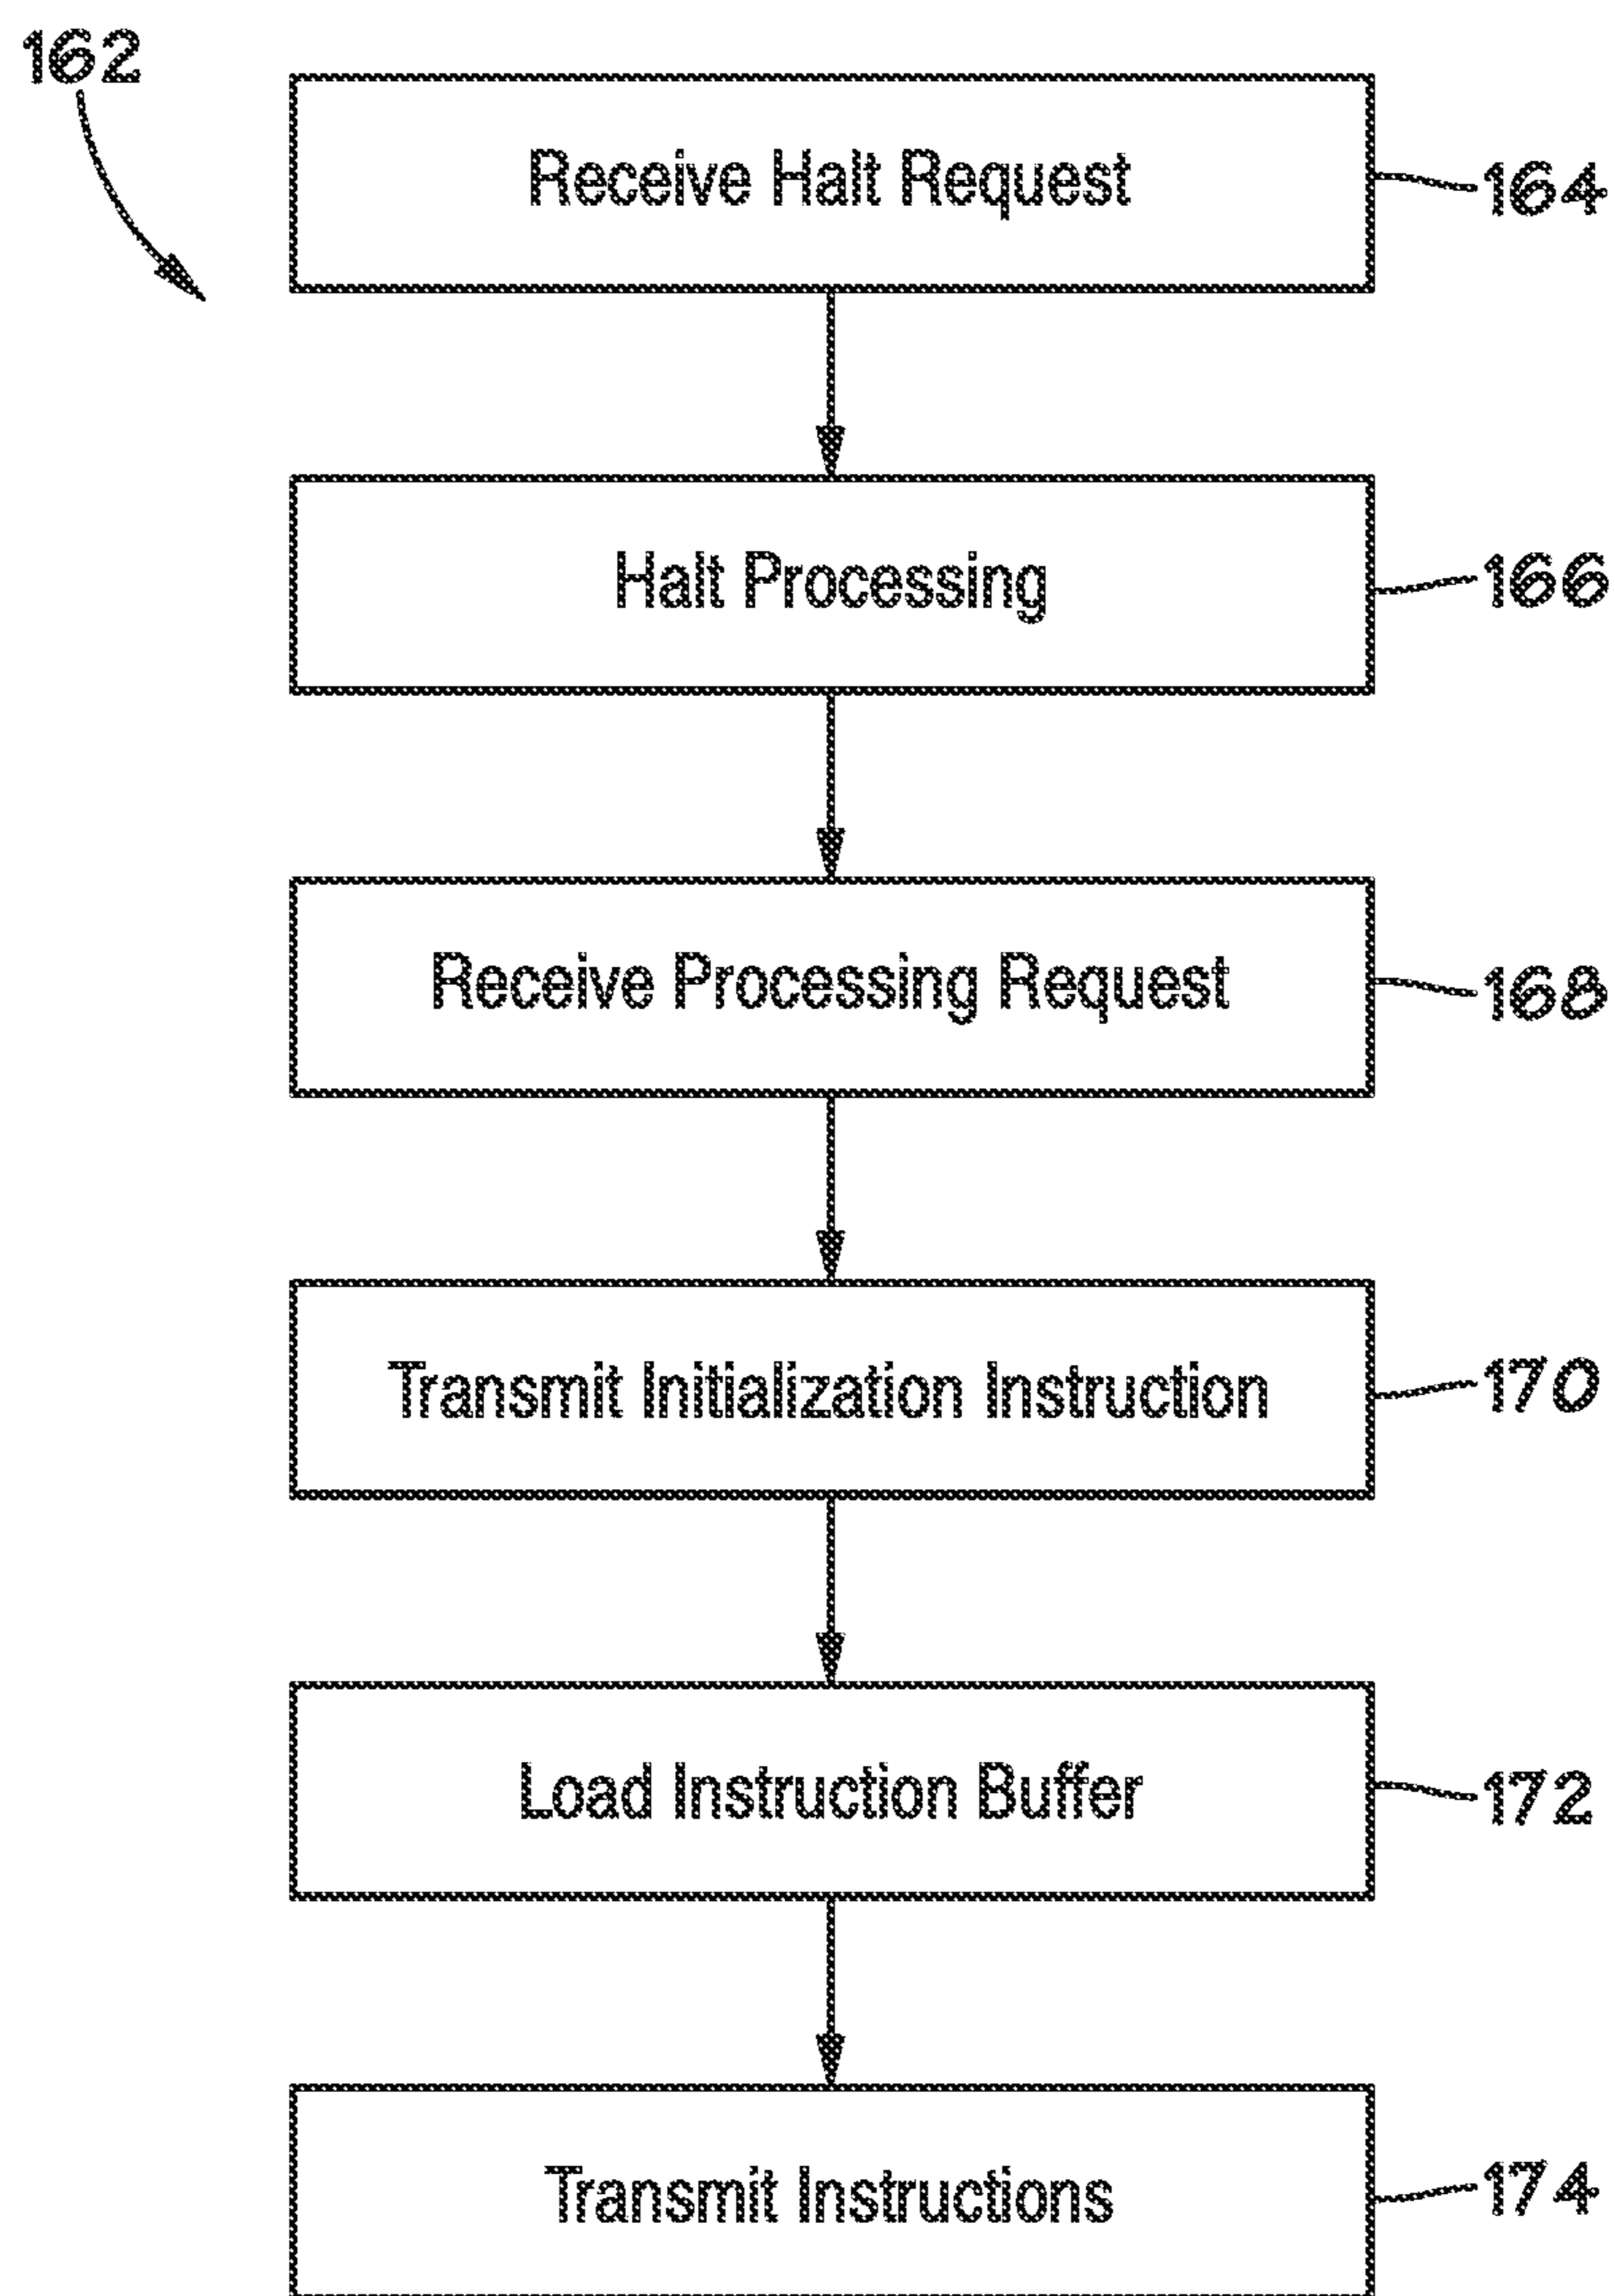 162
Receive Halt Request
164
Halt Processing
166
Receive Processing Request
168
Transmit Initialization Instruction
170
Load Instruction Buffer
172
Transmit Instructions
174